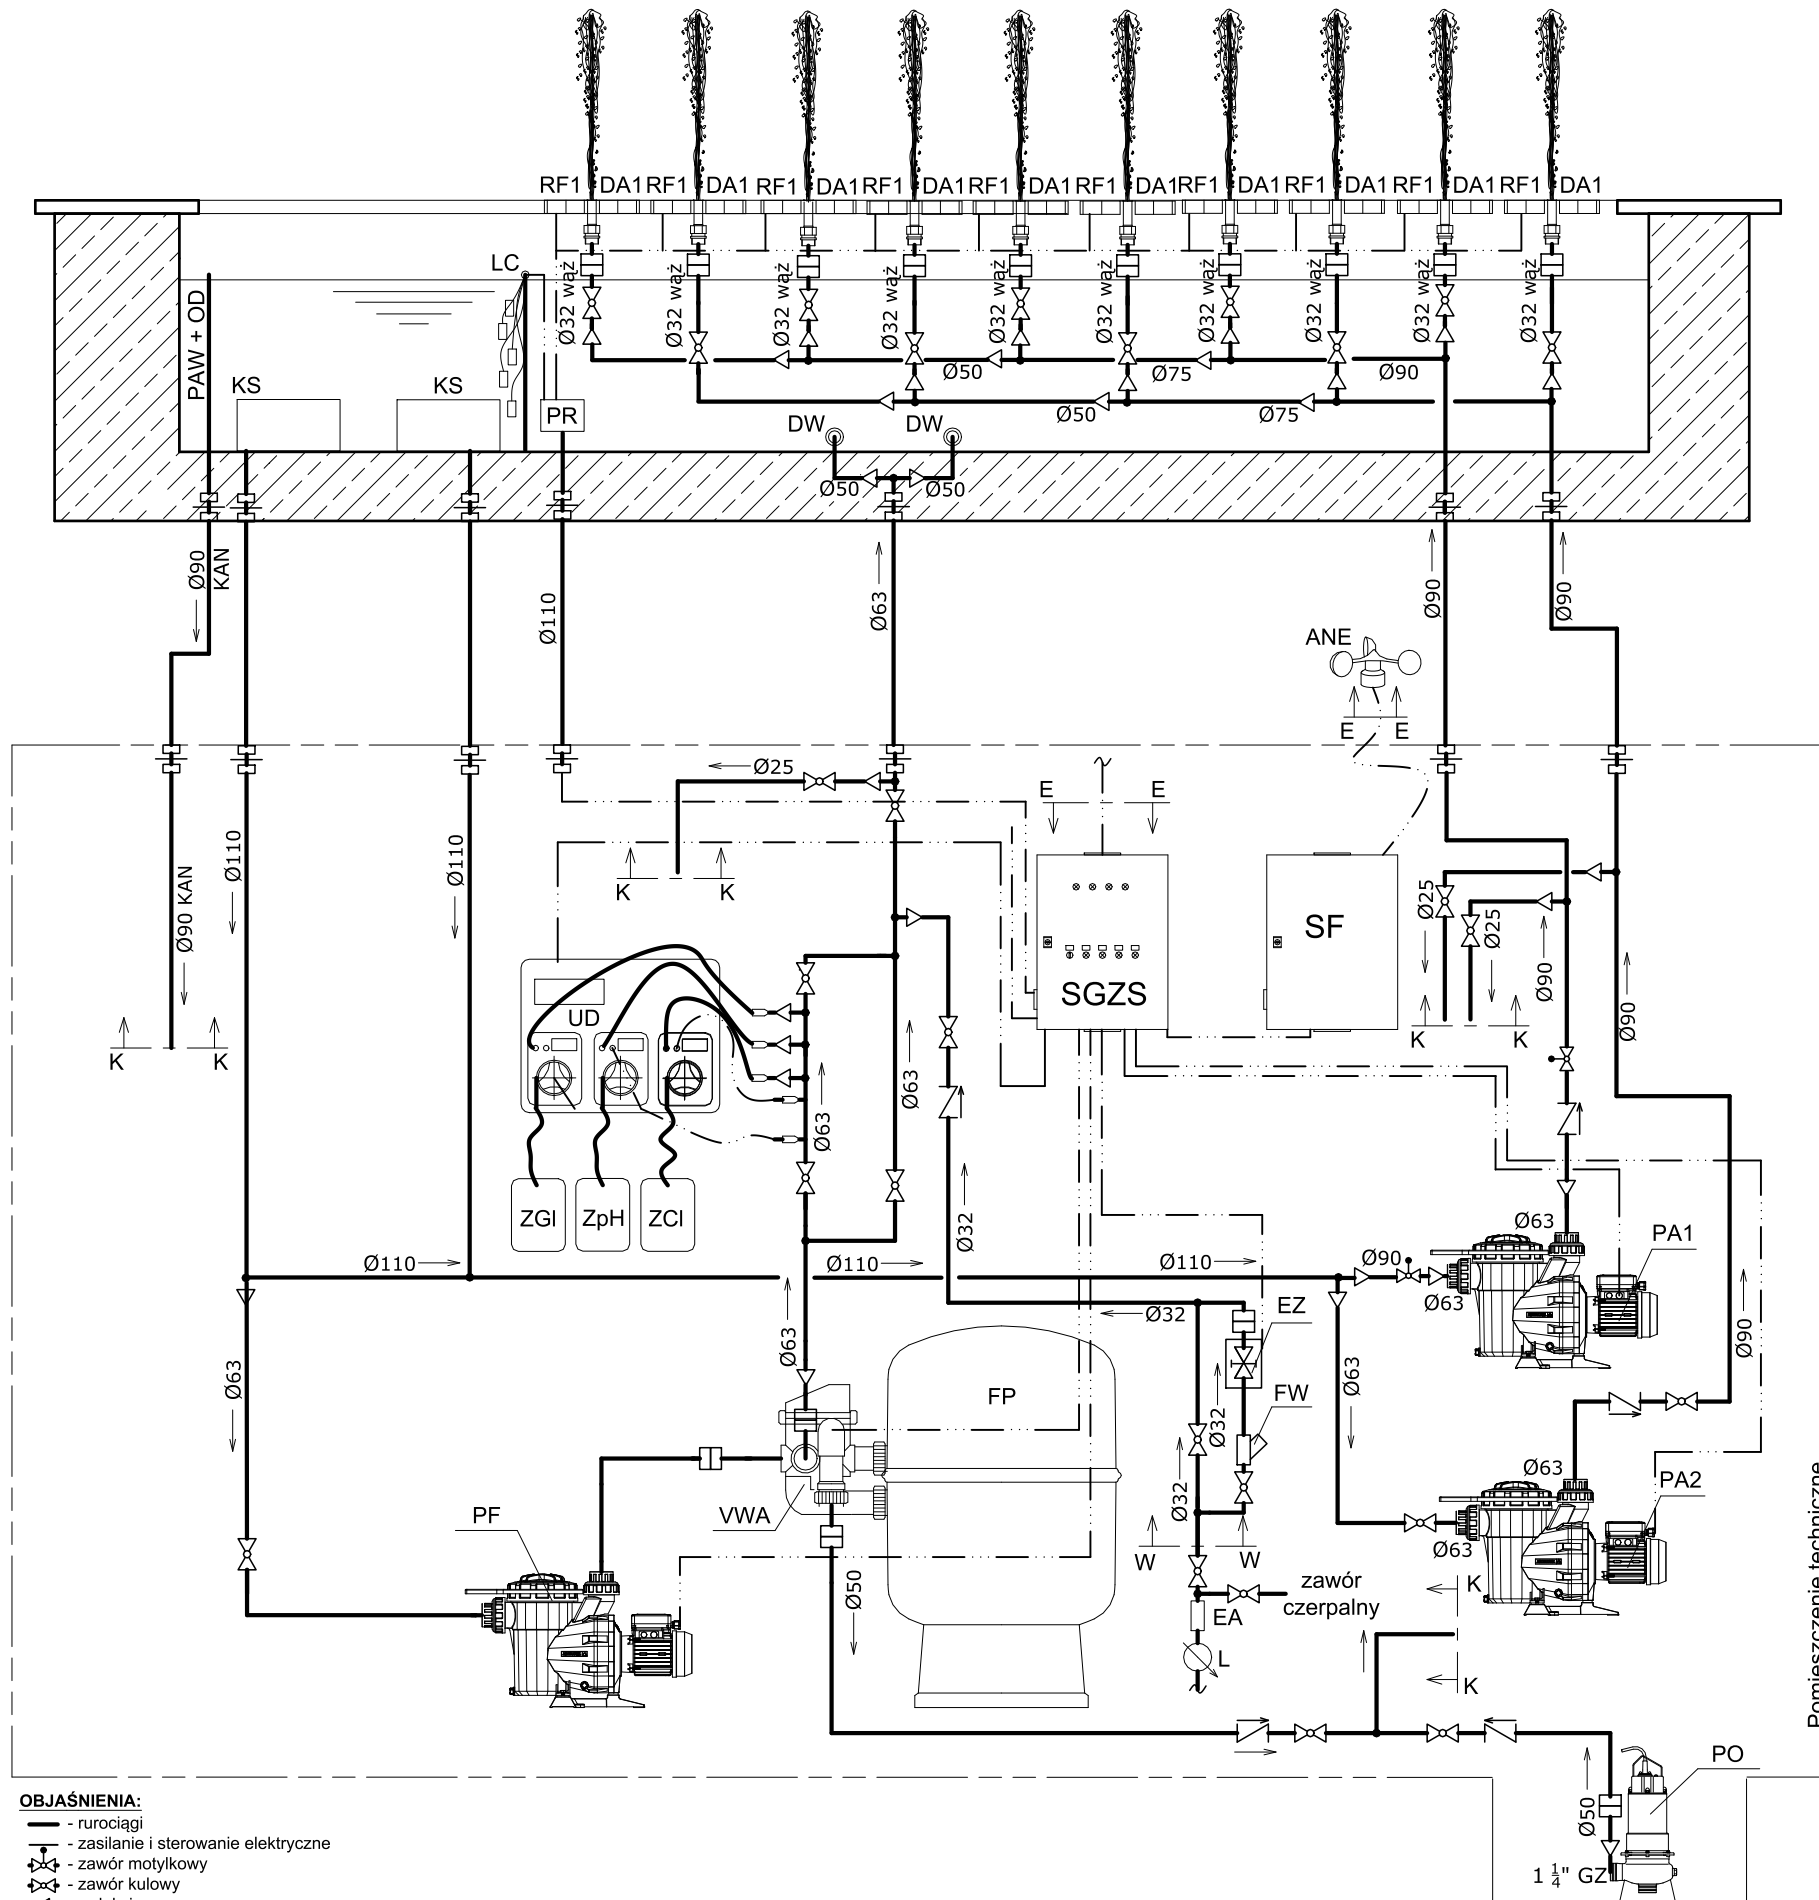 RF1 DA1 RF1 DA1 RF1 DA1 RF1 DA1 RF1 DA1 RF1 DA1 RF1 DA1 RF1 DA1 RF1 DA1 RF1 DA1
LC
Ø32 wąż Ø32 wąż Ø32 wąż Ø32 wąż Ø32 wąż Ø32 wąż Ø32 wąż Ø32 wąż Ø32 wąż Ø32 wąż
PAW + OD
Ø50 Ø75 Ø90
KS KS
PR
Ø50 Ø75
DW DW
Ø50 Ø50
Ø90 KAN
Ø110
Ø63
Ø90
Ø90
ANE
E E
Ø25
E E
Ø110
Ø110
K K
Ø90 KAN
Ø25
Ø25
SF
SGZS
Ø90
Ø90
UD
K K
K K
Ø63
Ø63
Ø32
ZGl ZpH ZCl
Ø63
PA1
Ø110 Ø110 Ø110 Ø90
Ø63
Ø32
EZ
Ø63
Ø63
Ø63
Ø90
FP
FW
Ø32
Ø63
PA2
Ø32
PF
VWA
Ø63
W W
Ø50
zawór
czerpalny
K
EA
L
K
Pomieszczenie techniczne
PO
Ø50
1 1/4" GZ
OBJAŚNIENIA:
- rurociągi
- zasilanie i sterowanie elektryczne
- zawór motylkowy
- zawór kulowy